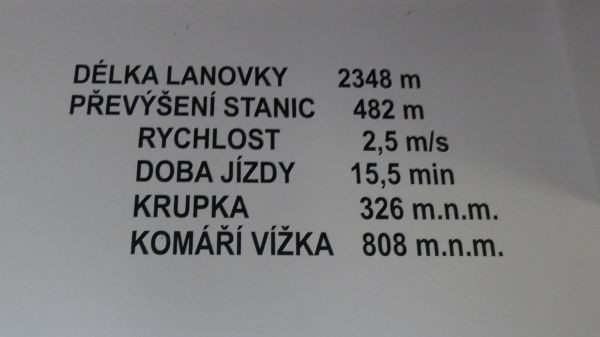 DÉLKA LANOVKY 2348 m
PŘEVÝŠENÍ STANIC 482 m
RYCHLOST 2,5 m/s
DOBA JÍZDY 15,5 min
KRUPKA 326 m.n.m.
KOMÁŘÍ VÍŽKA 808 m.n.m.